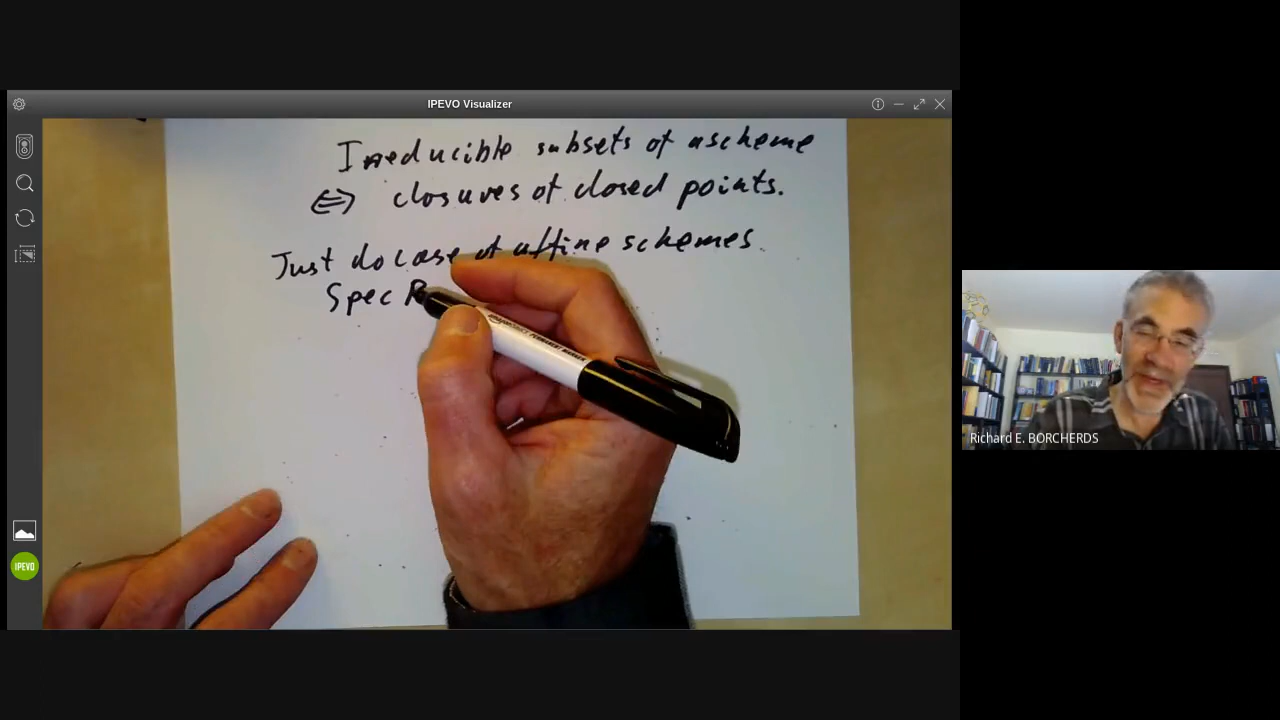 IPEVO Visualizer
Irreducible subsets of a scheme
⇔ closures of closed points.
Just do case of affine schemes
Spec R
IPEVO
Richard E. BORCHERDS